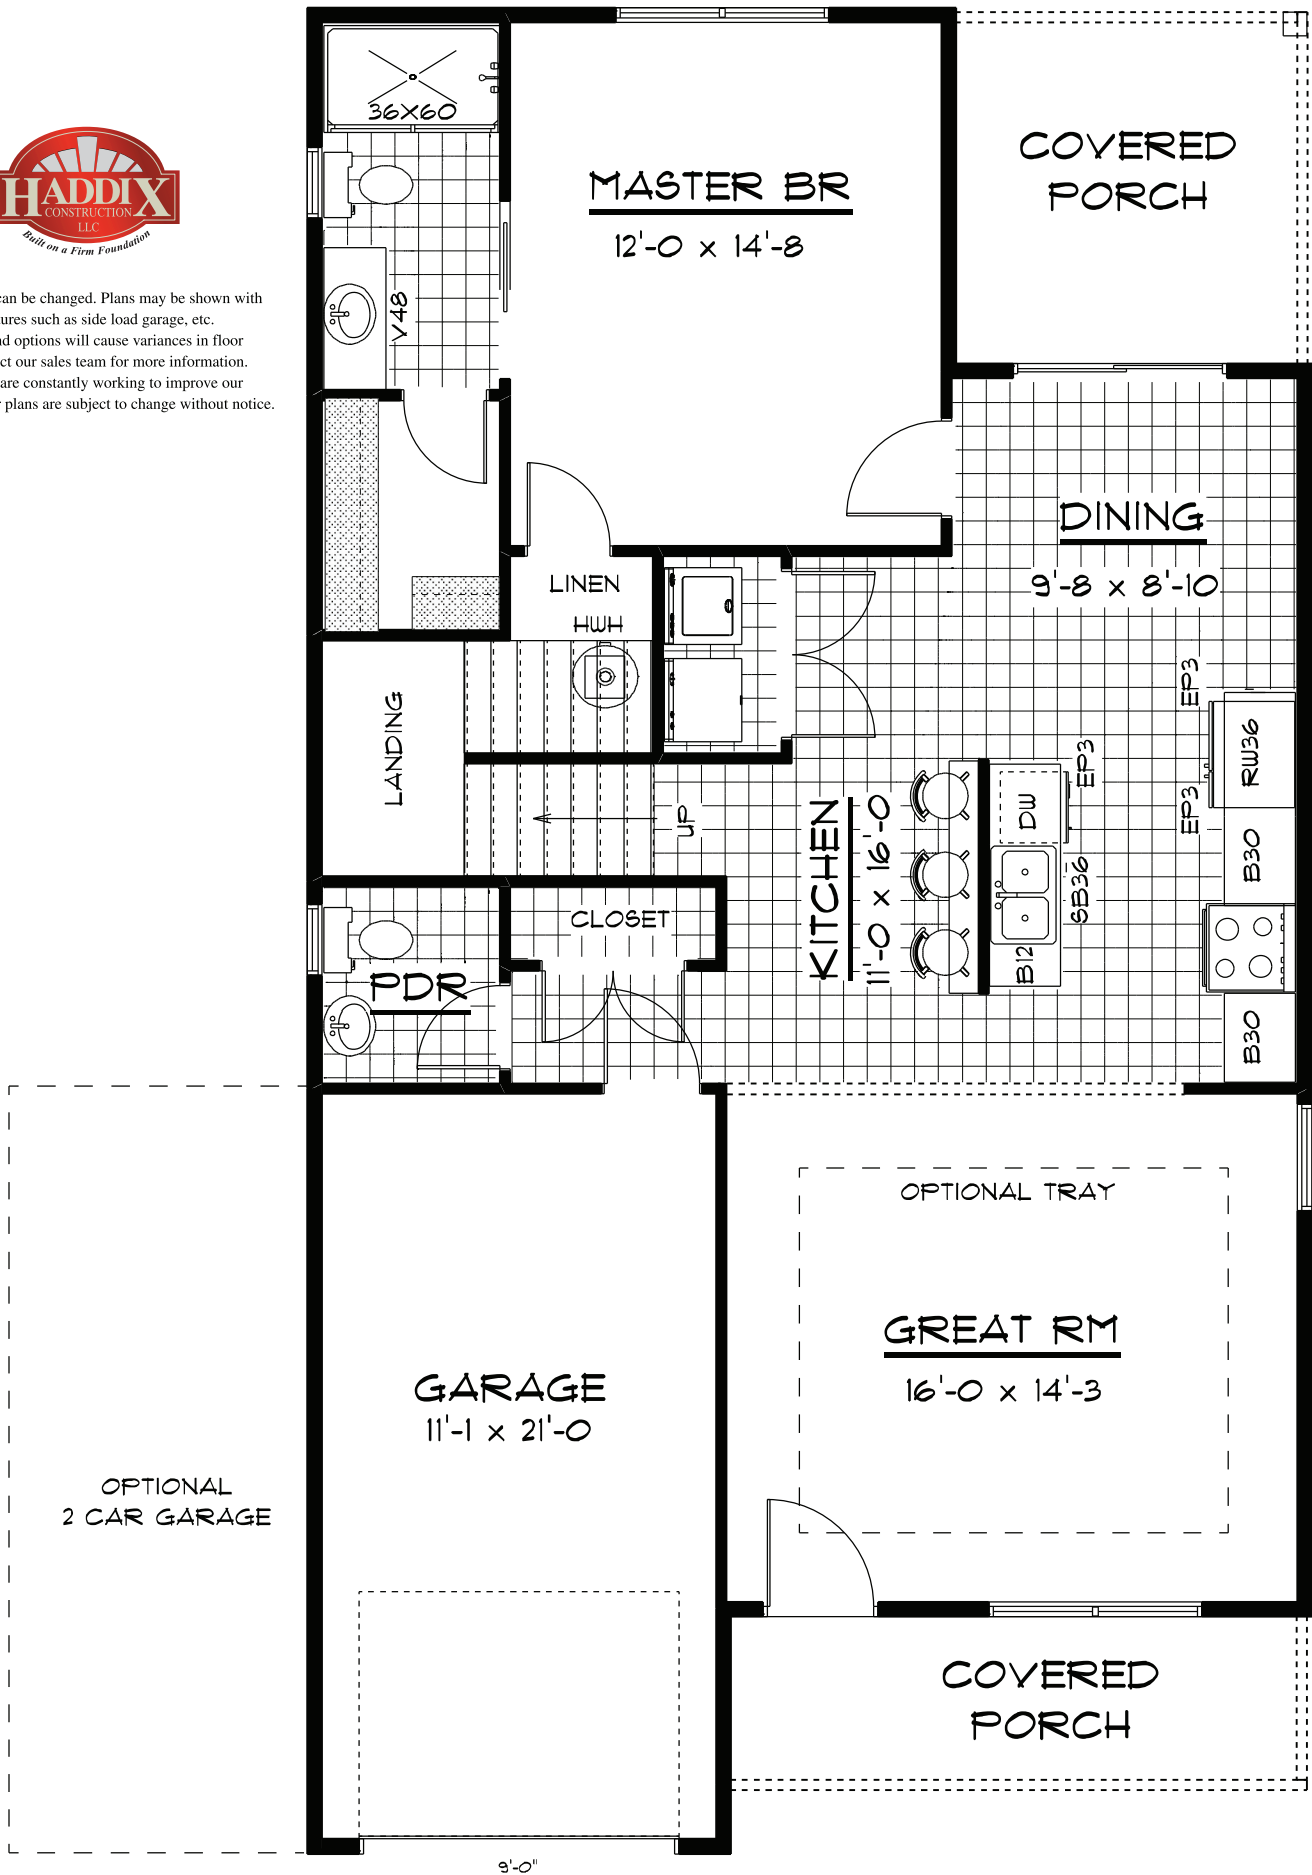 36X60
COVERED
PORCH
MASTER BR
12'-0 x 14'-8
HADDIX
CONSTRUCTION
LLC
Built on a Firm Foundation
can be changed. Plans may be shown with
ures such as side load garage, etc.
nd options will cause variances in floor
ct our sales team for more information.
are constantly working to improve our
r plans are subject to change without notice.
V48
DINING
9'-8 x 8'-10
LINEN
HWH
LANDING
EP3
RW36
EP3
EP3
DW
UP
KITCHEN
11'-0 x 16'-0
B30
SB36
CLOSET
B12
PDR
B30
OPTIONAL TRAY
GREAT RM
16'-0 x 14'-3
GARAGE
11'-1 x 21'-0
OPTIONAL
2 CAR GARAGE
COVERED
PORCH
9'-0"